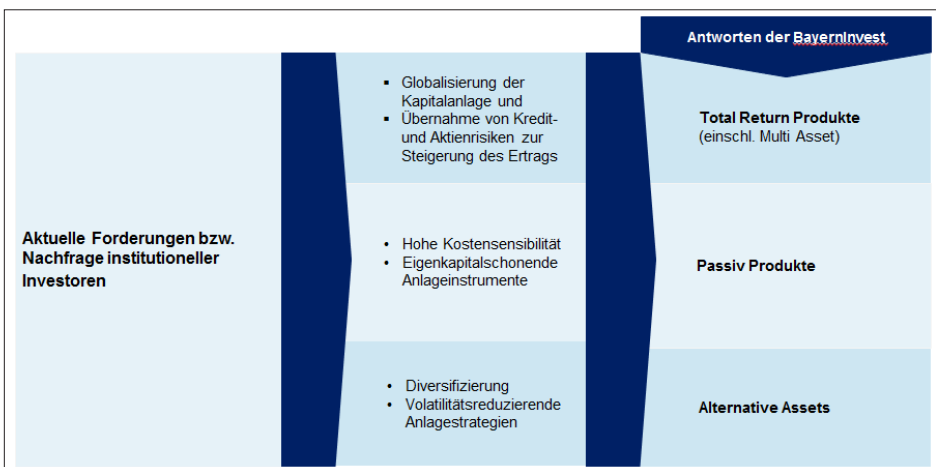 Antworten der BayernInvest
Aktuelle Forderungen bzw.
Nachfrage institutioneller
Investoren
▪ Globalisierung der
Kapitalanlage und
▪ Übernahme von Kredit-
und Aktienrisiken zur
Steigerung des Ertrags
Total Return Produkte
(einschl. Multi Asset)
• Hohe Kostensensibilität
• Eigenkapitalschonende
Anlageinstrumente
Passiv Produkte
• Diversifizierung
• Volatilitätsreduzierende
Anlagestrategien
Alternative Assets